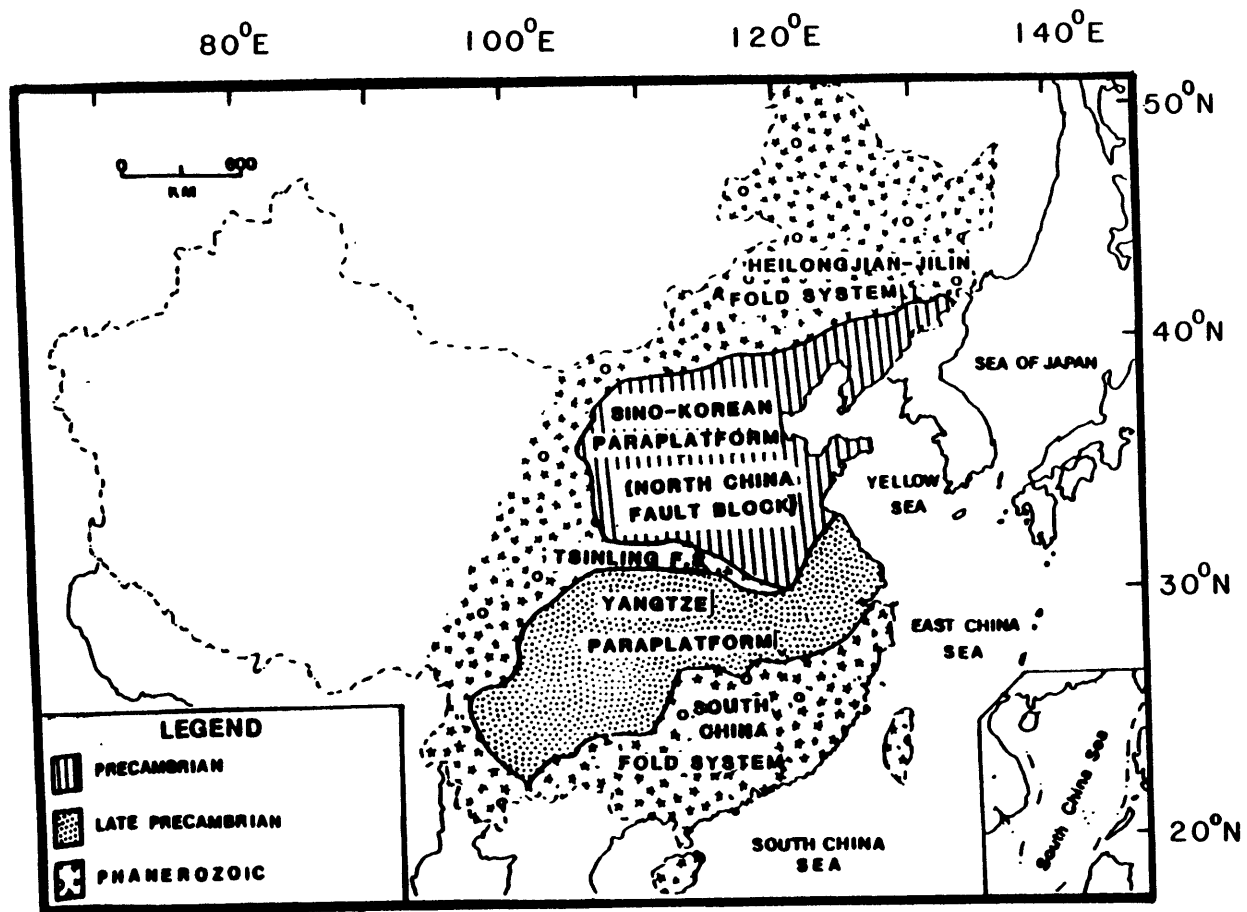 80°E 100°E 120°E 140°E
50°N
0 600
KM
HEILONGJIAN-JILIN
FOLD SYSTEM
40°N
SEA OF JAPAN
SINO-KOREAN
PARAPLATFORM
(NORTH CHINA
FAULT BLOCK)
YELLOW
SEA
TSINLING F.S
30°N
YANGTZE
PARAPLATFORM
EAST CHINA
SEA
SOUTH
CHINA
FOLD SYSTEM
LEGEND
PRECAMBRIAN
LATE PRECAMBRIAN
PHANEROZOIC
SOUTH CHINA
SEA
South China Sea
20°N